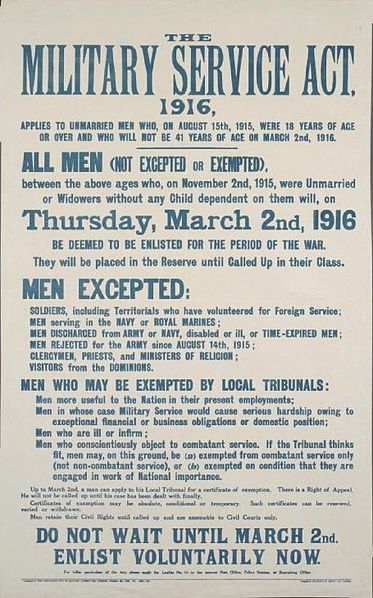 THE
MILITARY SERVICE ACT,
1916,
APPLIES TO UNMARRIED MEN WHO, ON AUGUST 15th, 1915, WERE 18 YEARS OF AGE
OR OVER AND WHO WILL NOT BE 41 YEARS OF AGE ON MARCH 2nd, 1916.
ALL MEN (NOT EXCEPTED OR EXEMPTED),
between the above ages who, on November 2nd, 1915, were Unmarried
or Widowers without any Child dependent on them will, on
Thursday, March 2nd, 1916
BE DEEMED TO BE ENLISTED FOR THE PERIOD OF THE WAR.
They will be placed in the Reserve until Called Up in their Class.
MEN EXCEPTED:
SOLDIERS, including Territorials who have volunteered for Foreign Service;
MEN serving in the NAVY or ROYAL MARINES;
MEN DISCHARGED from ARMY or NAVY, disabled or ill, or TIME-EXPIRED MEN;
MEN REJECTED for the ARMY since AUGUST 14th, 1915;
CLERGYMEN, PRIESTS, and MINISTERS OF RELIGION;
VISITORS from the DOMINIONS.
MEN WHO MAY BE EXEMPTED BY LOCAL TRIBUNALS:
Men more useful to the Nation in their present employments;
Men in whose case Military Service would cause serious hardship owing to
exceptional financial or business obligations or domestic position;
Men who are ill or infirm;
Men who conscientiously object to combatant service. If the Tribunal thinks
fit, men may, on this ground, be (a) exempted from combatant service only
(not non-combatant service), or (b) exempted on condition that they are
engaged in work of National importance.
Up to March 2nd, a man can apply to his Local Tribunal for a certificate of exemption. There is a Right of Appeal.
He will not be called up until his case has been dealt with finally.
Certificates of exemption may be absolute, conditional or temporary. Such certificates can be renewed,
varied or withdrawn.
Men retain their Civil Rights until called up and are amenable to Civil Courts only.
DO NOT WAIT UNTIL MARCH 2nd.
ENLIST VOLUNTARILY NOW.